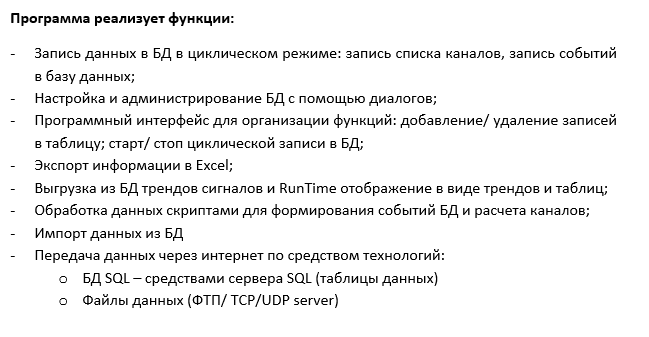 Программа реализует функции:
- Запись данных в БД в циклическом режиме: запись списка каналов, запись событий
в базу данных;
- Настройка и администрирование БД с помощью диалогов;
- Программный интерфейс для организации функций: добавление/ удаление записей
в таблицу; старт/ стоп циклической записи в БД;
- Экспорт информации в Excel;
- Выгрузка из БД трендов сигналов и RunTime отображение в виде трендов и таблиц;
- Обработка данных скриптами для формирования событий БД и расчета каналов;
- Импорт данных из БД
- Передача данных через интернет по средством технологий:
o БД SQL – средствами сервера SQL (таблицы данных)
o Файлы данных (ФТП/ TCP/UDP server)